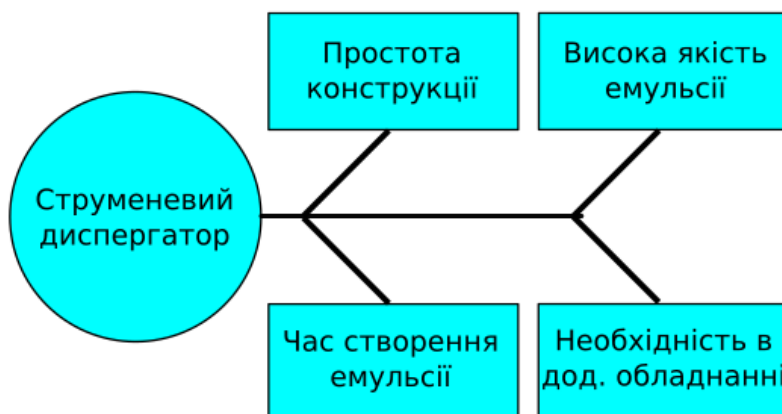 Простота
конструкції
Висока якість
емульсії
Струменевий
диспергатор
Час створення
емульсії
Необхідність в
дод. обладнанні